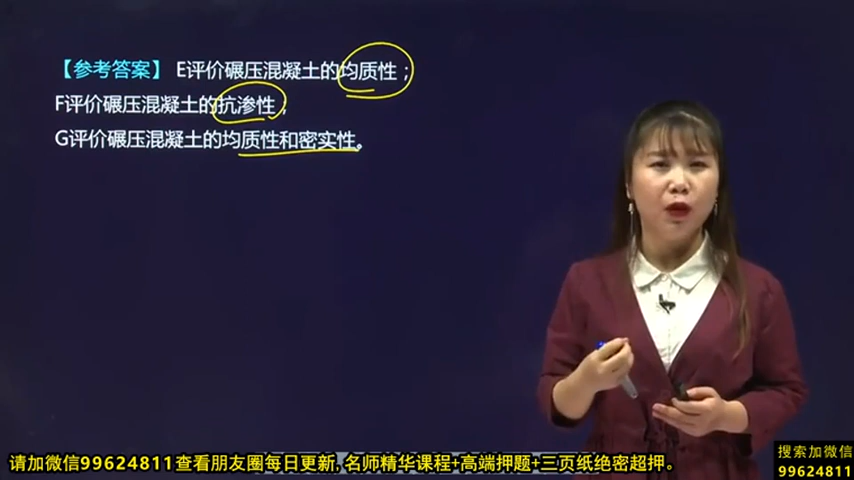 【参考答案】 E评价碾压混凝土的均质性；
F评价碾压混凝土的抗渗性；
G评价碾压混凝土的均质性和密实性。
请加微信99624811查看朋友圈每日更新,名师精华课程+高端押题+三页纸绝密超押。
搜索加微信
99624811